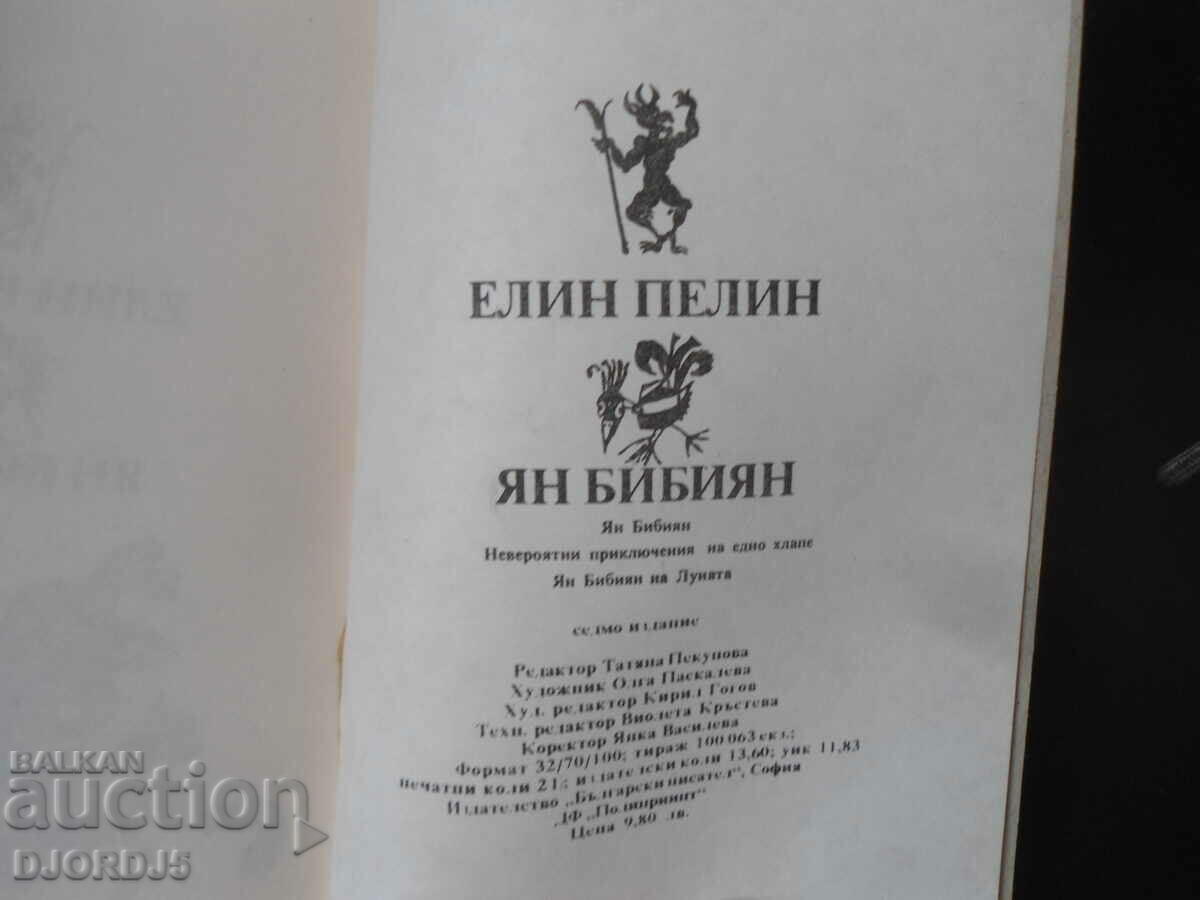 ЕЛИН ПЕЛИН
ЯН БИБИЯН
Ян Бибиян
Невероятни приключения на едно хлапе
Ян Бибиян на Луната
седмо издание
Редактор Татяна Пекунова
Художник Олга Паскалева
Худ. редактор Кирил Гогов
Техн. редактор Виолета Кръстева
Коректор Янка Василева
Формат 32/70/100; тираж 100 063 екз.;
печатни коли 21; издателски коли 13,60; уик 11,83
Издателство „Български писател", София
ДФ „Полипринт"
Цена 9,80 лв.
BALKAN
auction
DJORDJ5